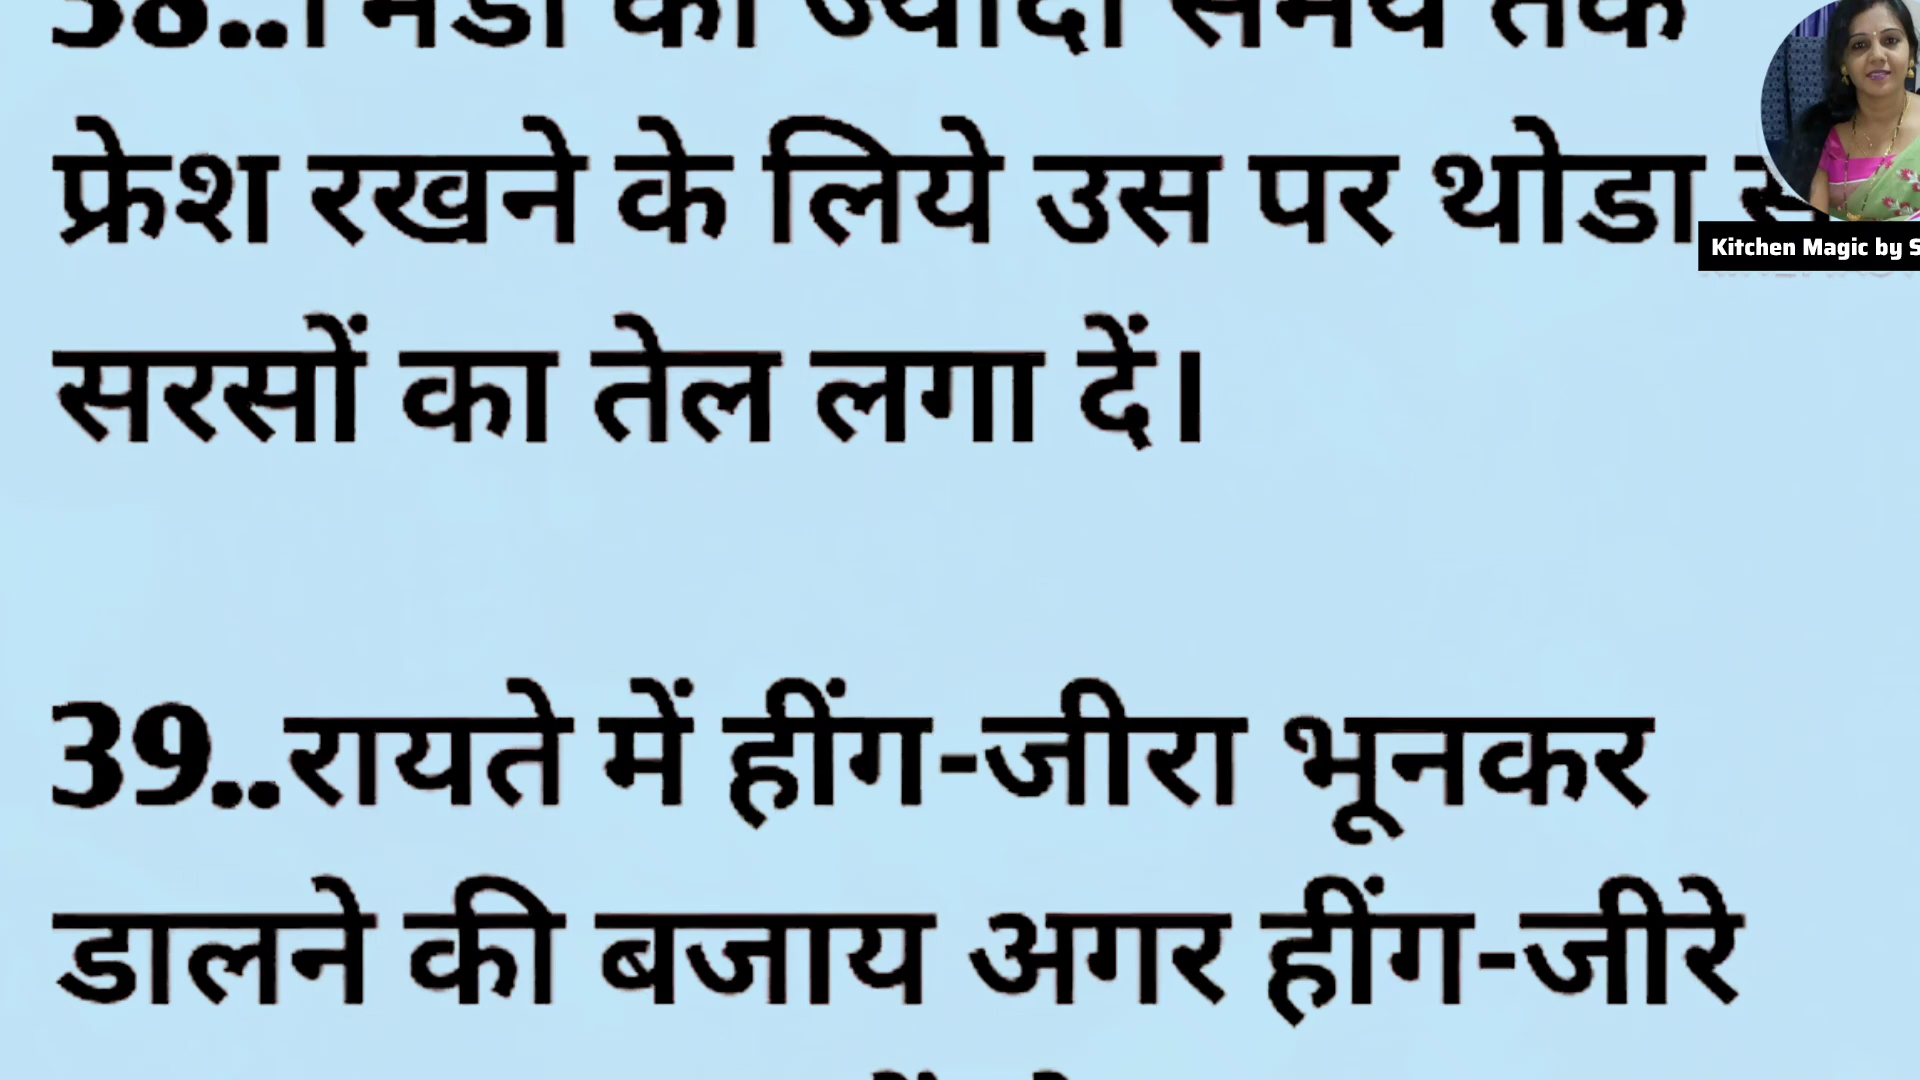 38..भिंडी को ज्यादा समय तक
फ्रेश रखने के लिये उस पर थोडा
Kitchen Magic by S
सरसों का तेल लगा दें।
39..रायते में हींग-जीरा भूनकर
डालने की बजाय अगर हींग-जीरे